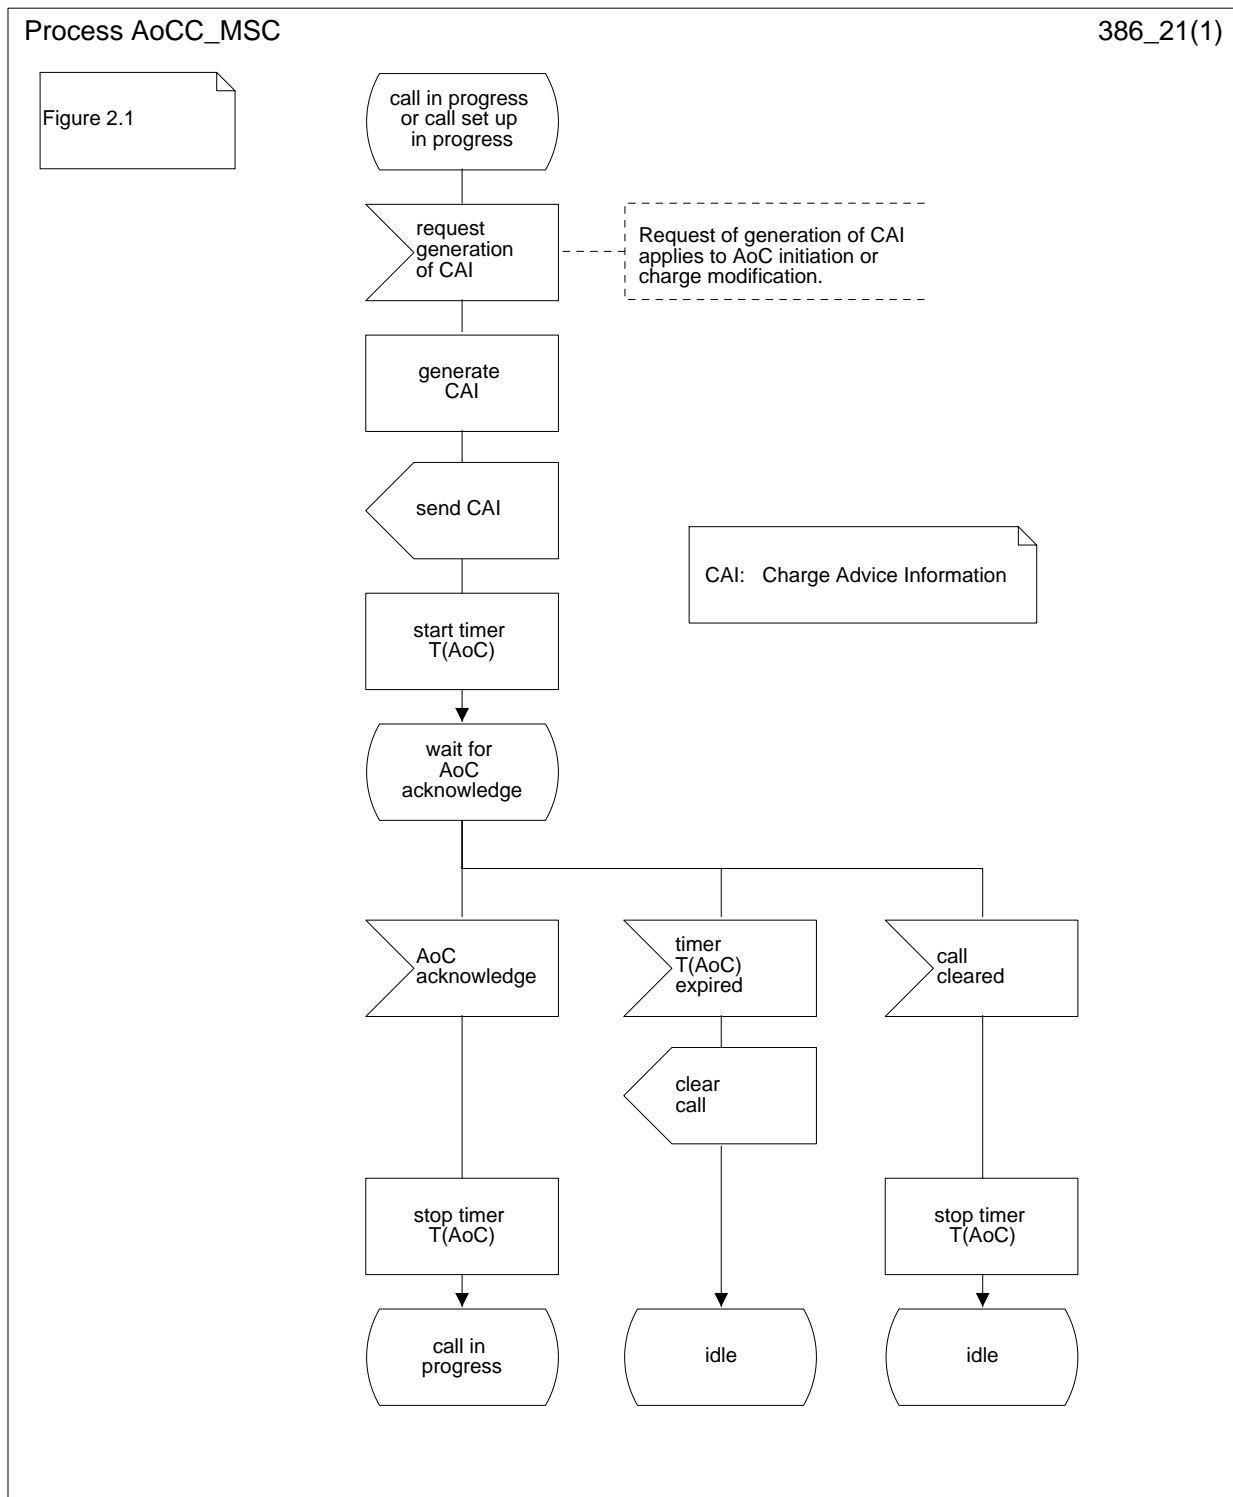 Process AoCC_MSC
386_21(1)
Figure 2.1
call in progress
or call set up
in progress
request
generation
of CAI
Request of generation of CAI
applies to AoC initiation or
charge modification.
generate
CAI
send CAI
CAI: Charge Advice Information
start timer
T(AoC)
wait for
AoC
acknowledge
AoC
acknowledge
timer
T(AoC)
expired
call
cleared
clear
call
stop timer
T(AoC)
stop timer
T(AoC)
call in
progress
idle
idle